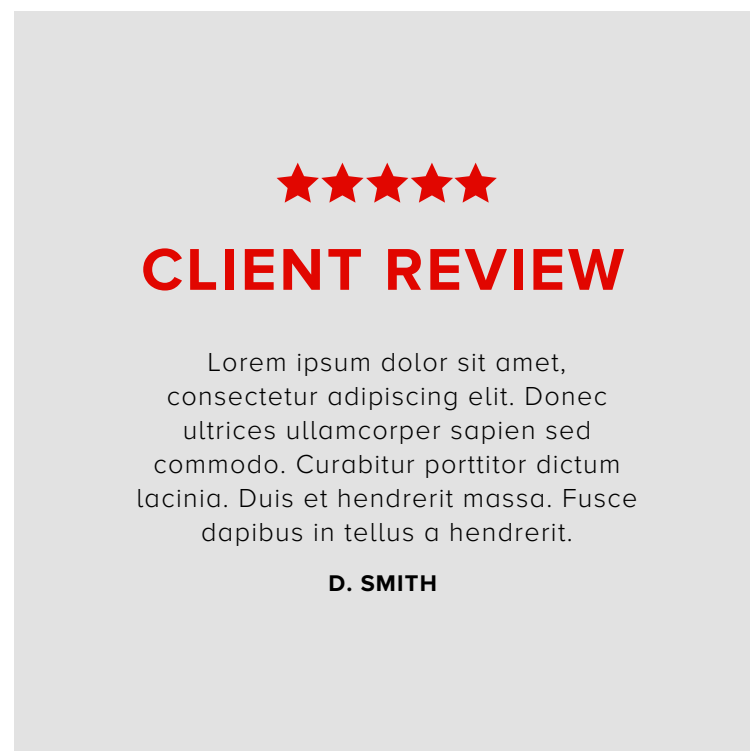 CLIENT REVIEW
Lorem ipsum dolor sit amet,
consectetur adipiscing elit. Donec
ultrices ullamcorper sapien sed
commodo. Curabitur porttitor dictum
lacinia. Duis et hendrerit massa. Fusce
dapibus in tellus a hendrerit.
D. SMITH